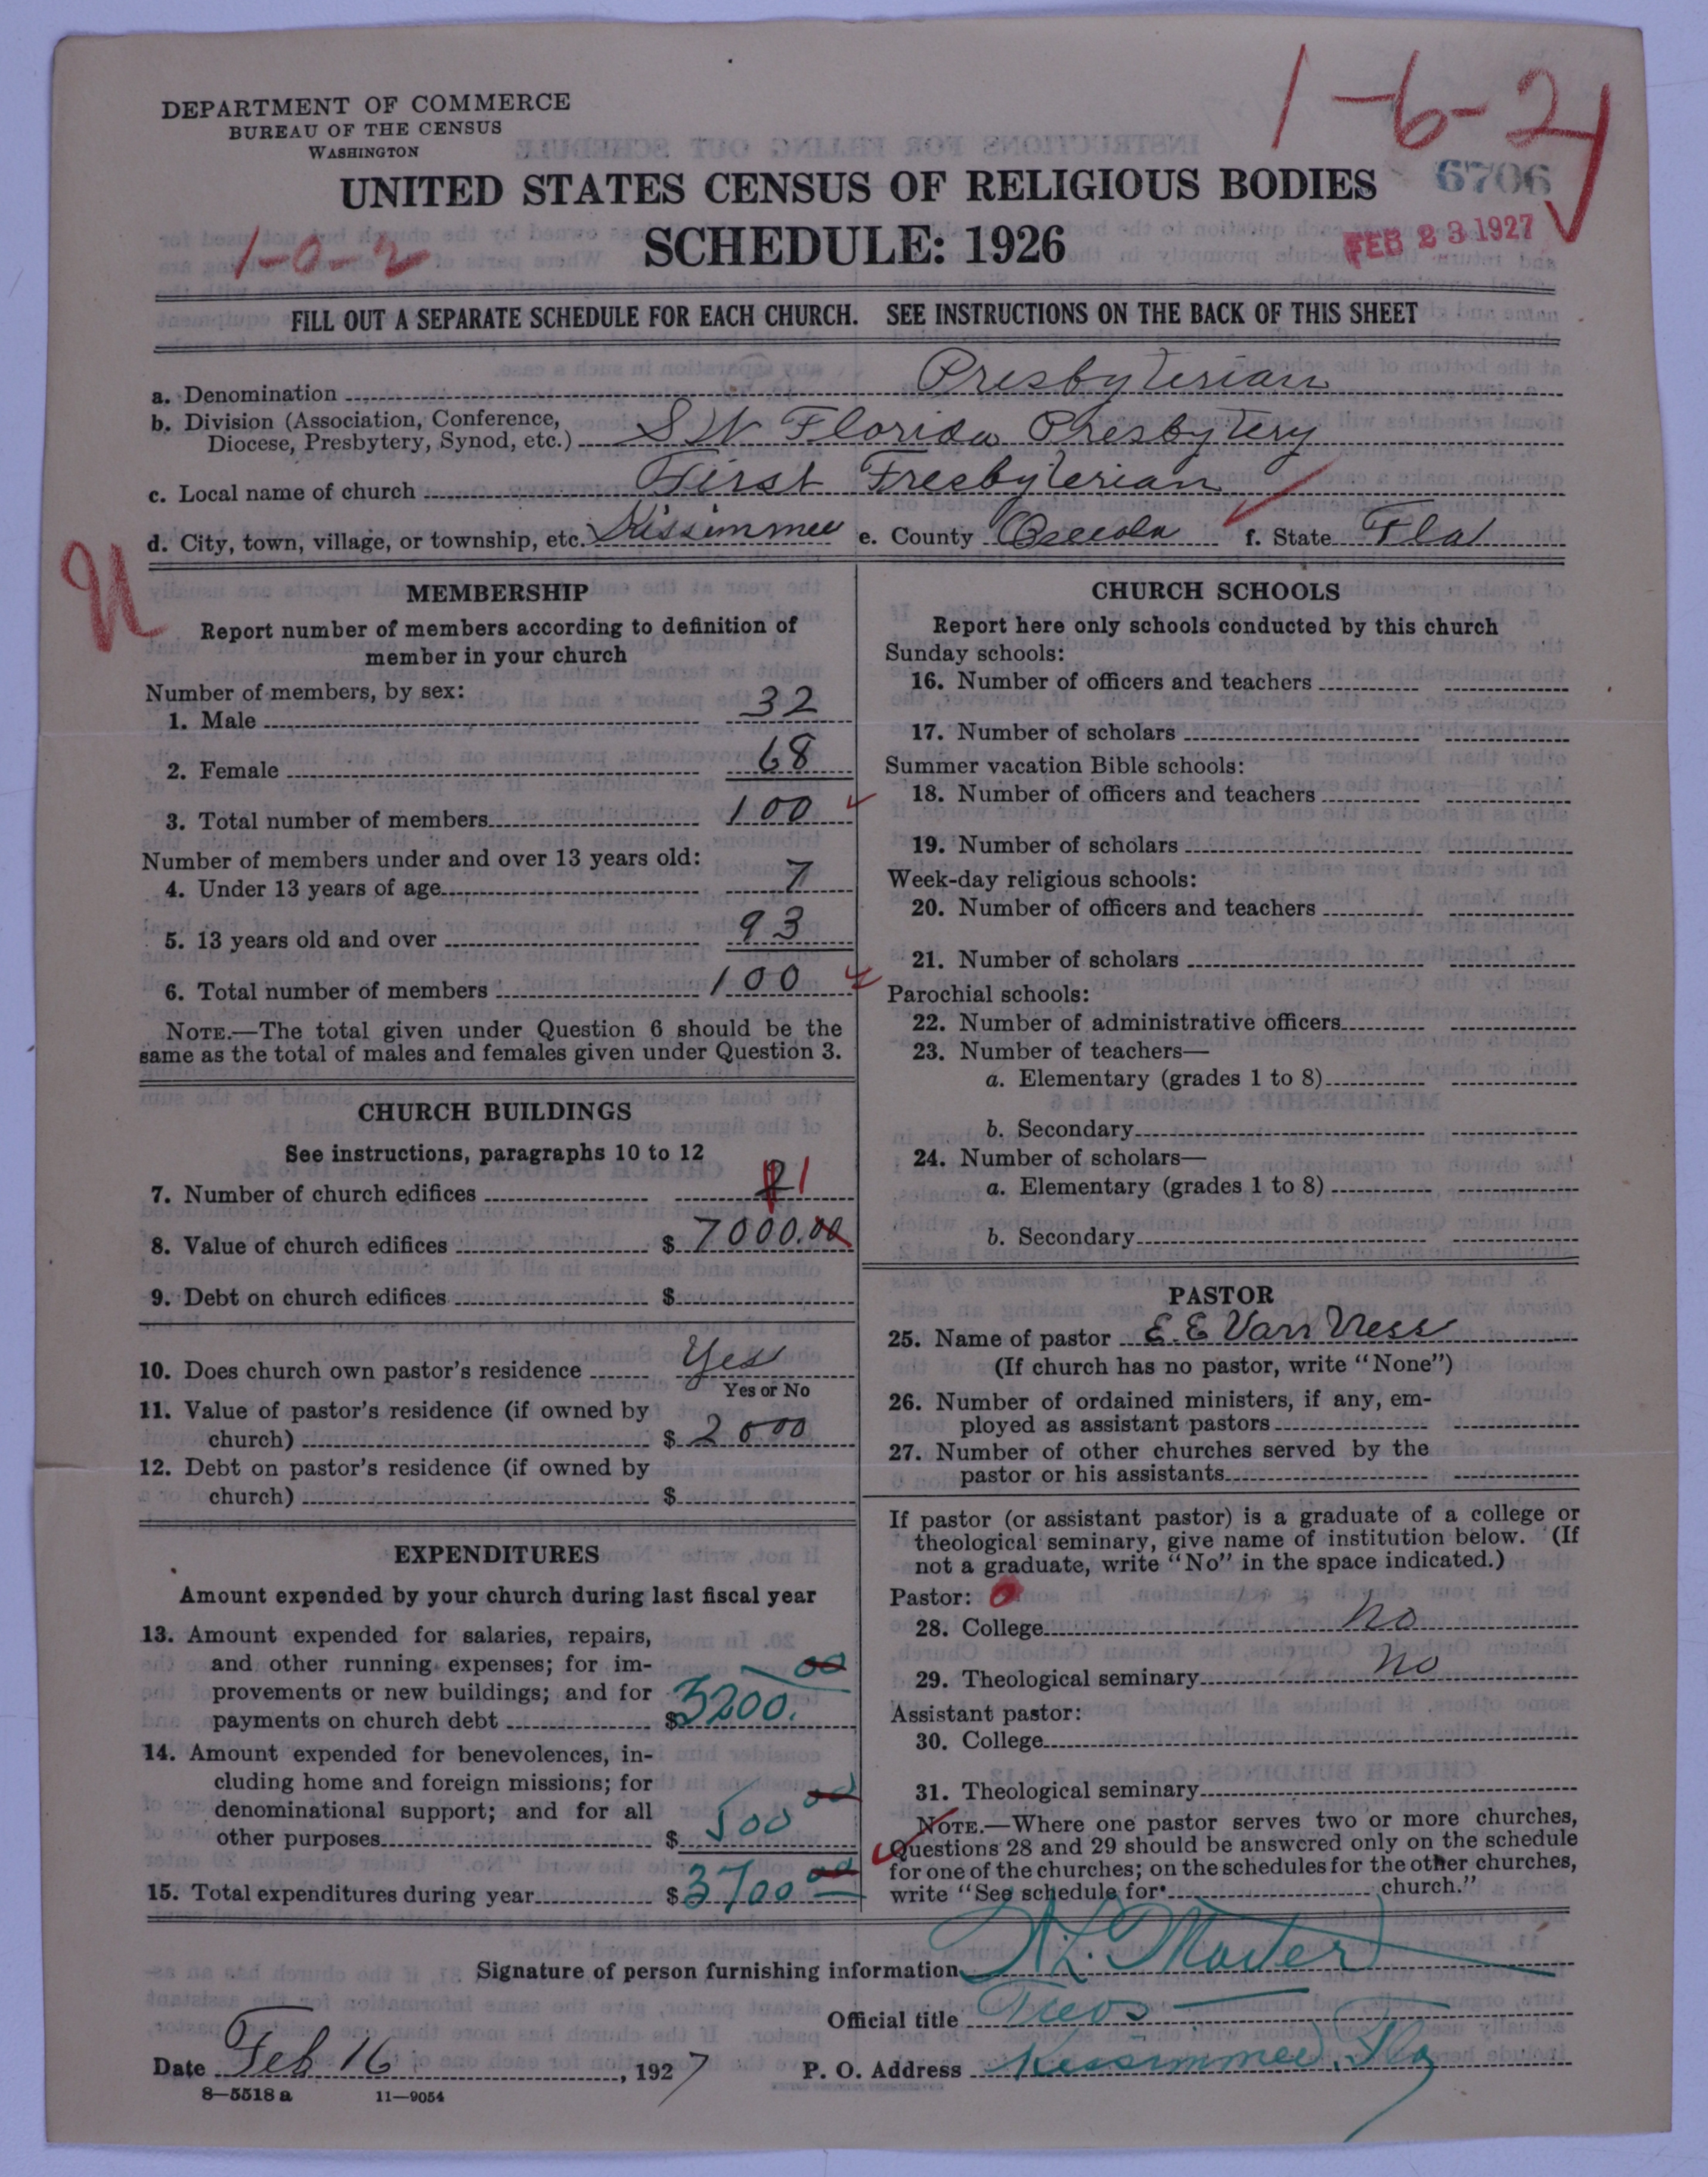 1-6-2
DEPARTMENT OF COMMERCE
BUREAU OF THE CENSUS
WASHINGTON
UNITED STATES CENSUS OF RELIGIOUS BODIES
6706
SCHEDULE: 1926
FEB 23 1927
1-0-2
FILL OUT A SEPARATE SCHEDULE FOR EACH CHURCH. SEE INSTRUCTIONS ON THE BACK OF THIS SHEET
a. Denomination Presbyterian
b. Division (Association, Conference,
Diocese, Presbytery, Synod, etc.) SW Florida Presbytery
c. Local name of church First Presbyterian
d. City, town, village, or township, etc. Kissimmee e. County Osceola f. State Fla
MEMBERSHIP
Report number of members according to definition of
member in your church
Number of members, by sex:
1. Male 32
2. Female 68
3. Total number of members 100
Number of members under and over 13 years old:
4. Under 13 years of age 7
5. 13 years old and over 93
6. Total number of members 100
NOTE.—The total given under Question 6 should be the
same as the total of males and females given under Question 3.
CHURCH BUILDINGS
See instructions, paragraphs 10 to 12
7. Number of church edifices 1
8. Value of church edifices $ 7000.00
9. Debt on church edifices $
10. Does church own pastor's residence Yes
Yes or No
11. Value of pastor's residence (if owned by
church) $ 2000
12. Debt on pastor's residence (if owned by
church) $
EXPENDITURES
Amount expended by your church during last fiscal year
13. Amount expended for salaries, repairs,
and other running expenses; for im-
provements or new buildings; and for
payments on church debt $ 3200.00
14. Amount expended for benevolences, in-
cluding home and foreign missions; for
denominational support; and for all
other purposes $ 500 00
15. Total expenditures during year $ 3700 00
CHURCH SCHOOLS
Report here only schools conducted by this church
Sunday schools:
16. Number of officers and teachers
17. Number of scholars
Summer vacation Bible schools:
18. Number of officers and teachers
19. Number of scholars
Week-day religious schools:
20. Number of officers and teachers
21. Number of scholars
Parochial schools:
22. Number of administrative officers
23. Number of teachers—
a. Elementary (grades 1 to 8)
b. Secondary
24. Number of scholars—
a. Elementary (grades 1 to 8)
b. Secondary
PASTOR
25. Name of pastor E. E Van Ness
(If church has no pastor, write "None")
26. Number of ordained ministers, if any, em-
ployed as assistant pastors
27. Number of other churches served by the
pastor or his assistants
If pastor (or assistant pastor) is a graduate of a college or
theological seminary, give name of institution below. (If
not a graduate, write "No" in the space indicated.)
Pastor:
28. College No
29. Theological seminary No
Assistant pastor:
30. College
31. Theological seminary
NOTE.—Where one pastor serves two or more churches,
Questions 28 and 29 should be answered only on the schedule
for one of the churches; on the schedules for the other churches,
write "See schedule for church."
Signature of person furnishing information
Official title Treas
Date Feb 16, 1927 P. O. Address Kissimmee, Fla
8—5518 a 11—9054